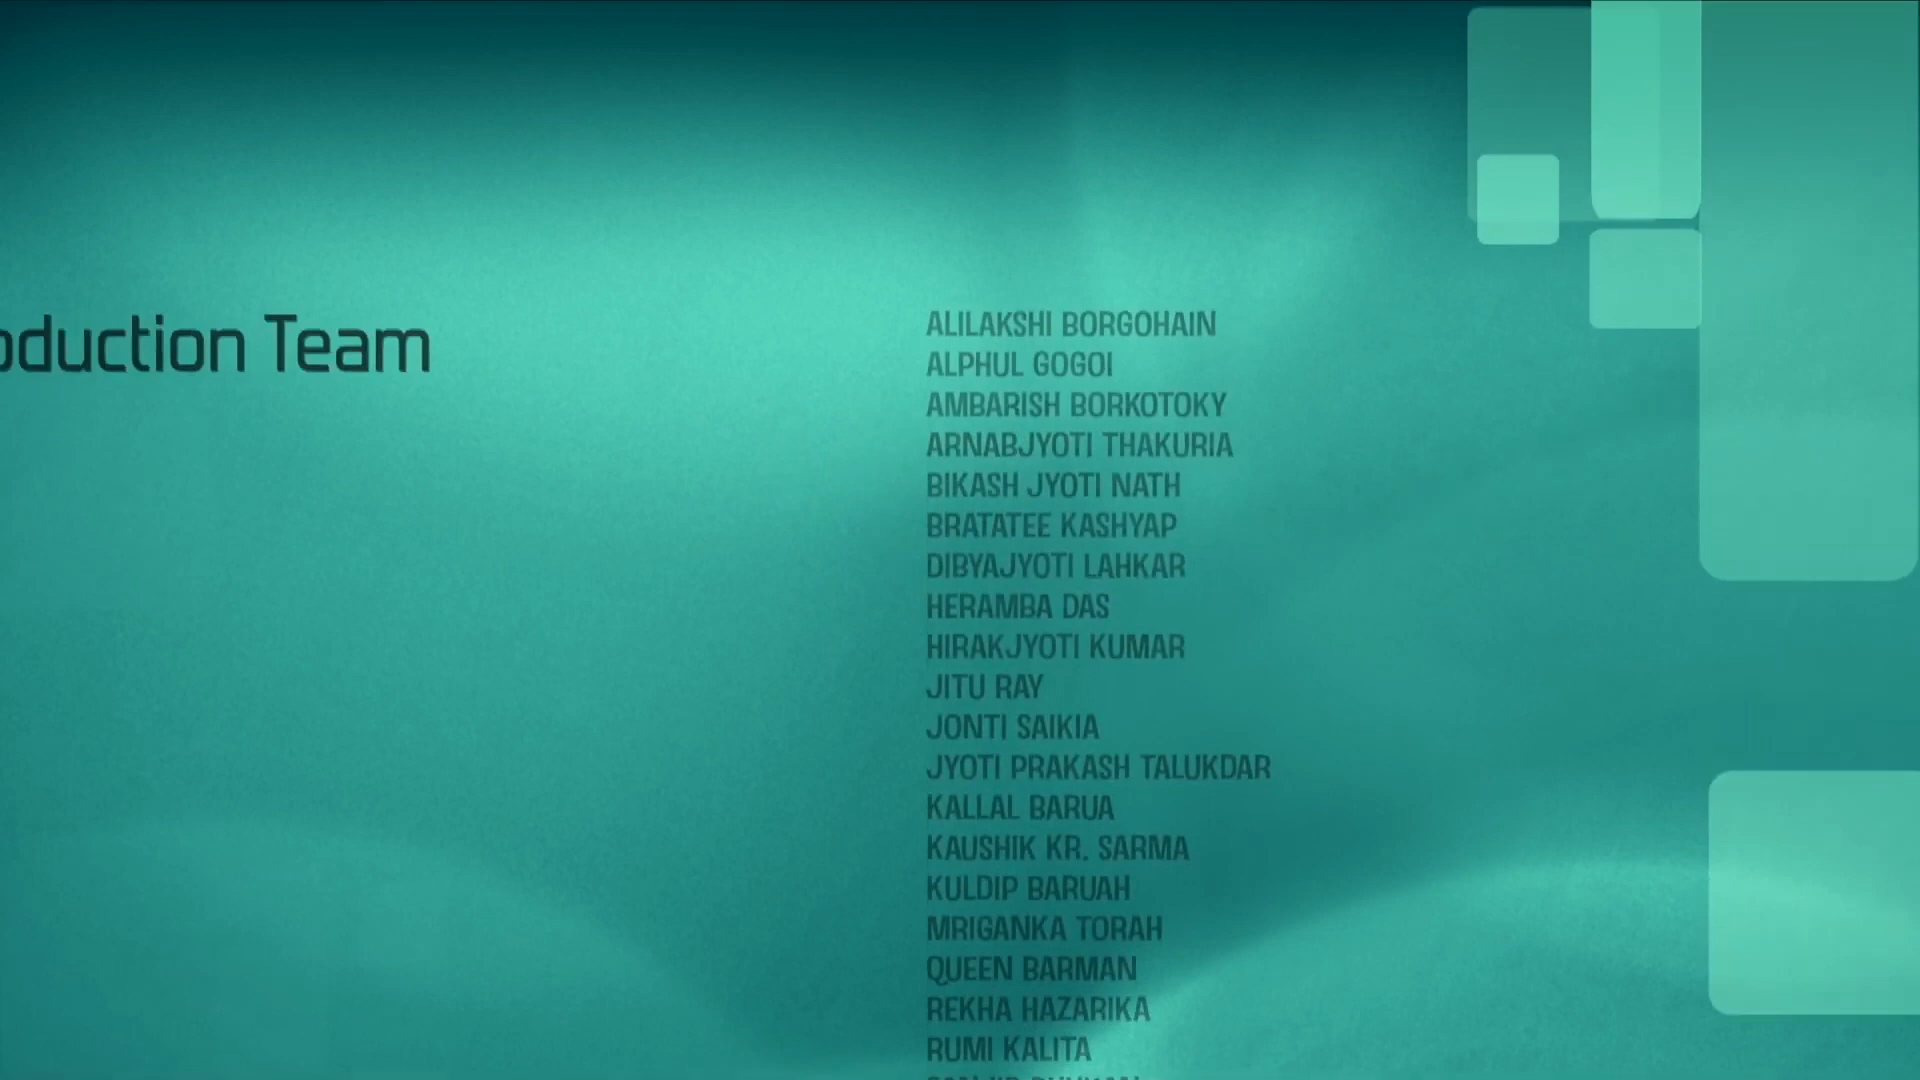 oduction Team
ALILAKSHI BORGOHAIN
ALPHUL GOGOI
AMBARISH BORKOTOKY
ARNABJYOTI THAKURIA
BIKASH JYOTI NATH
BRATATEE KASHYAP
DIBYAJYOTI LAHKAR
HERAMBA DAS
HIRAKJYOTI KUMAR
JITU RAY
JONTI SAIKIA
JYOTI PRAKASH TALUKDAR
KALLAL BARUA
KAUSHIK KR. SARMA
KULDIP BARUAH
MRIGANKA TORAH
QUEEN BARMAN
REKHA HAZARIKA
RUMI KALITA